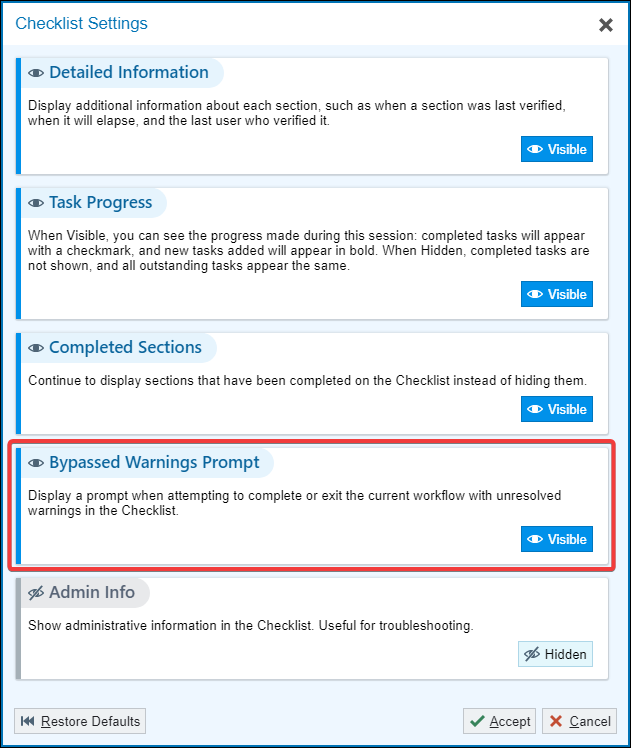 Checklist Settings
Detailed Information
Display additional information about each section, such as when a section was last verified,
when it will elapse, and the last user who verified it.
Visible
Task Progress
When Visible, you can see the progress made during this session: completed tasks will appear
with a checkmark, and new tasks added will appear in bold. When Hidden, completed tasks are
not shown, and all outstanding tasks appear the same.
Visible
Completed Sections
Continue to display sections that have been completed on the Checklist instead of hiding them.
Visible
Bypassed Warnings Prompt
Display a prompt when attempting to complete or exit the current workflow with unresolved
warnings in the Checklist.
Visible
Admin Info
Show administrative information in the Checklist. Useful for troubleshooting.
Hidden
Restore Defaults
Accept
Cancel